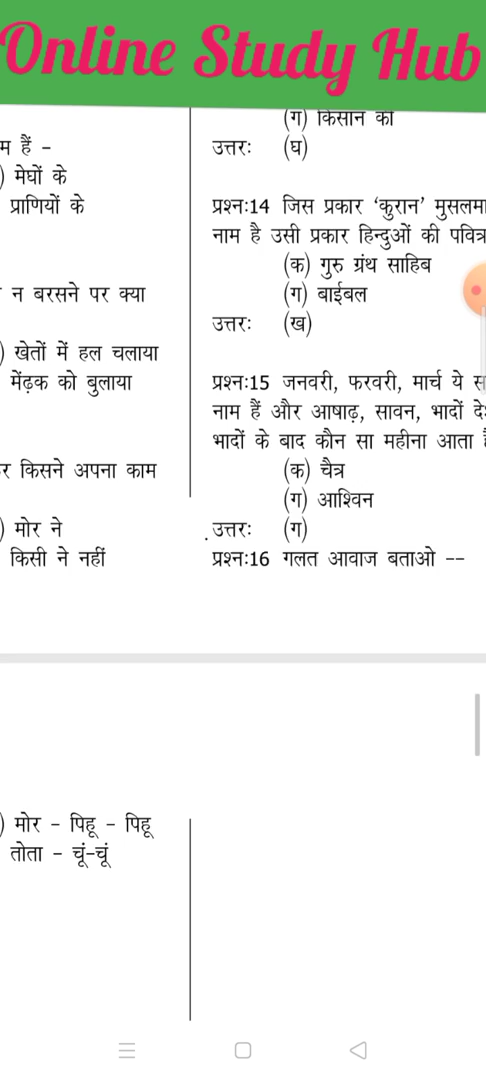 Online Study Hub
म हैं -
) मेघों के
प्राणियों के
न बरसने पर क्या
) खेतों में हल चलाया
मेंढ़क को बुलाया
र किसने अपना काम
) मोर ने
किसी ने नहीं
(ग) किसान की
उत्तरः (घ)
प्रश्नः14 जिस प्रकार 'कुरान' मुसलमा
नाम है उसी प्रकार हिन्दुओं की पवित्र
(क) गुरु ग्रंथ साहिब
(ग) बाईबल
उत्तरः (ख)
प्रश्नः15 जनवरी, फरवरी, मार्च ये स
नाम हैं और आषाढ़, सावन, भादों दे
भादों के बाद कौन सा महीना आता है
(क) चैत्र
(ग) आश्विन
उत्तरः (ग)
प्रश्नः16 गलत आवाज बताओ --
) मोर - पिहू - पिहू
तोता - चूं-चूं